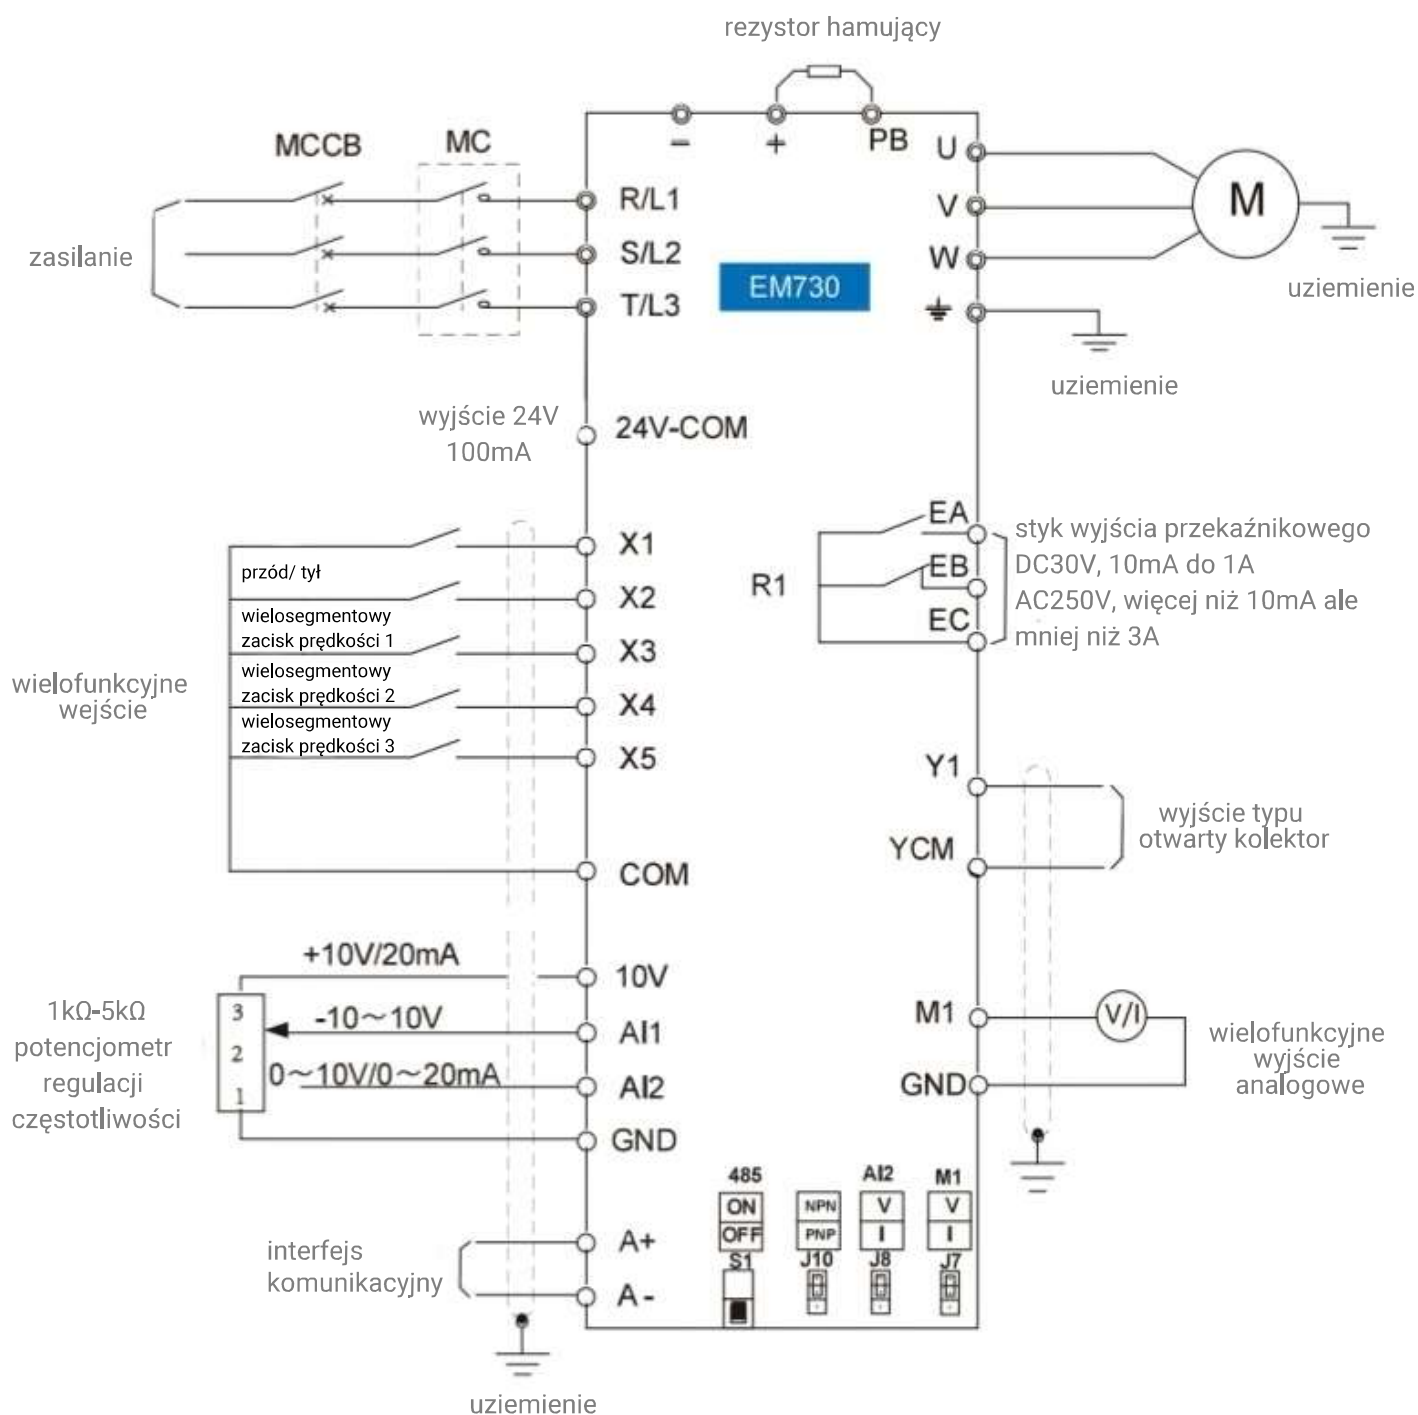 rezystor hamujący
MCCB
MC
-
+
PB
U
V
W
M
R/L1
S/L2
T/L3
zasilanie
EM730
uziemienie
uziemienie
wyjście 24V
100mA
24V-COM
EA
EB
EC
R1
styk wyjścia przekaźnikowego
DC30V, 10mA do 1A
AC250V, więcej niż 10mA ale
mniej niż 3A
X1
przód/ tył
X2
wielosegmentowy
zacisk prędkości 1
X3
wielosegmentowy
zacisk prędkości 2
X4
wielosegmentowy
zacisk prędkości 3
X5
wielofunkcyjne
wejście
COM
Y1
YCM
wyjście typu
otwarty kolektor
+10V/20mA
10V
-10～10V
AI1
0～10V/0～20mA
AI2
GND
3
2
1
1kΩ-5kΩ
potencjometr
regulacji
częstotliwości
M1
V/I
GND
wielofunkcyjne
wyjście
analogowe
485
ON
OFF
S1
NPN
PNP
J10
AI2
V
I
J8
M1
V
I
J7
interfejs
komunikacyjny
A+
A-
uziemienie